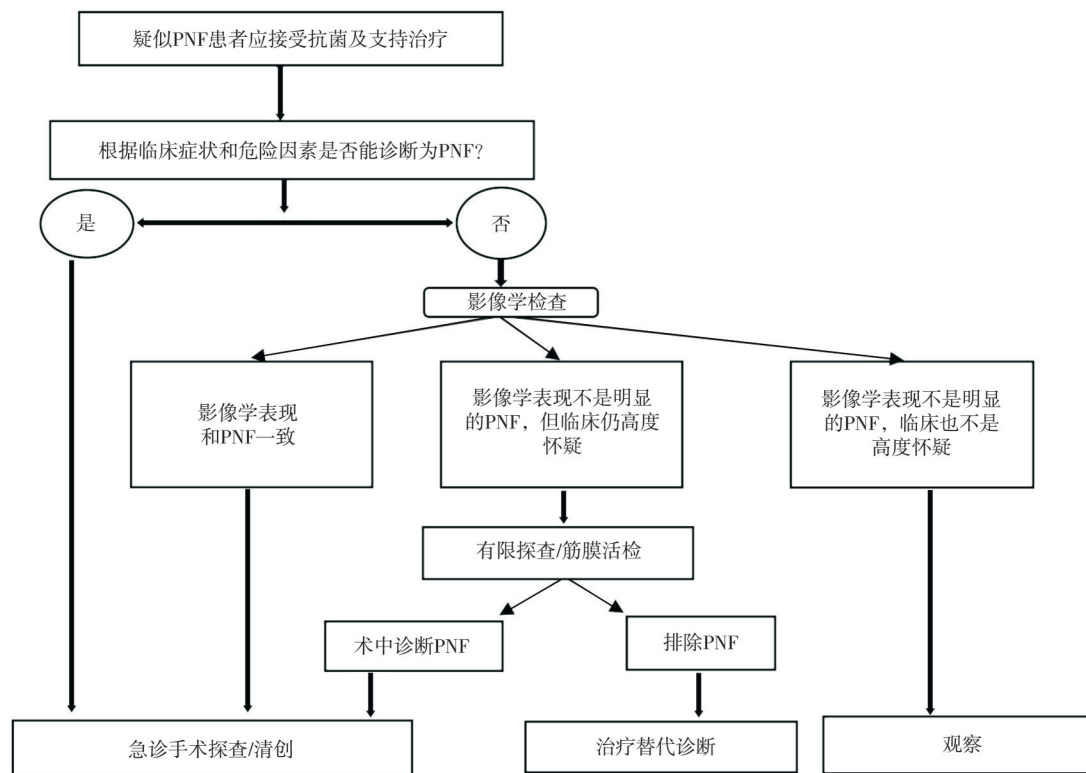 疑似PNF患者应接受抗菌及支持治疗
根据临床症状和危险因素是否能诊断为PNF?
是
否
影像学检查
影像学表现
和PNF一致
影像学表现不是明显
的PNF，但临床仍高度
怀疑
影像学表现不是明显
的PNF，临床也不是
高度怀疑
有限探查/筋膜活检
术中诊断PNF
排除PNF
急诊手术探查/清创
治疗替代诊断
观察